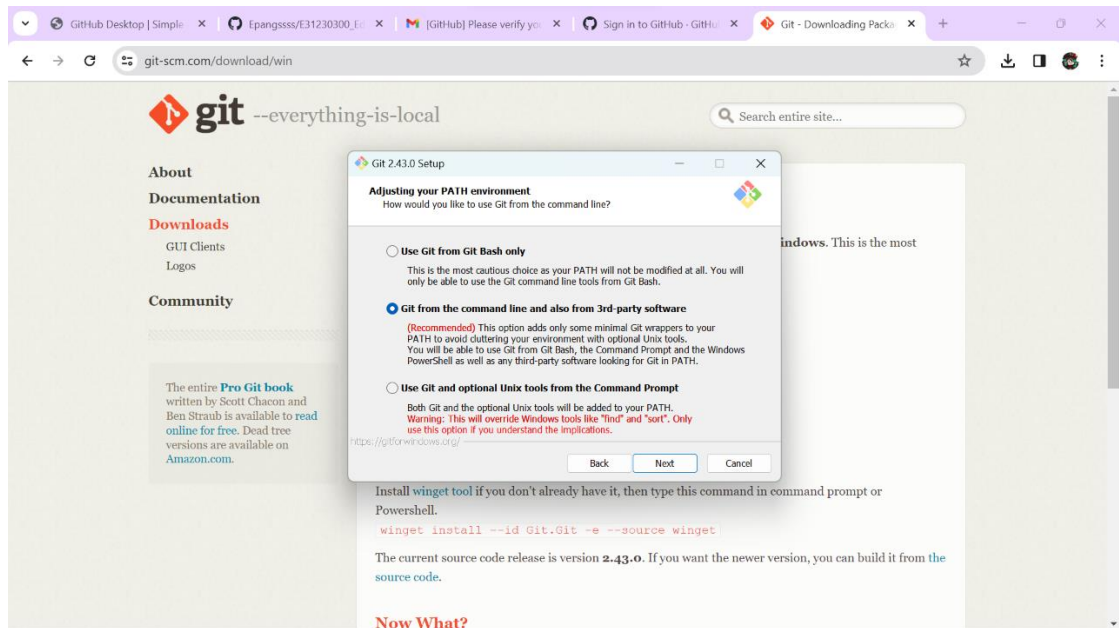 GitHub Desktop | Simple
Epangssss/E31230300_Ed
[GitHub] Please verify yo
Sign in to GitHub · GitHu
Git - Downloading Packa
git-scm.com/download/win
git --everything-is-local
Search entire site...
About
Documentation
Downloads
GUI Clients
Logos
Community
The entire Pro Git book
written by Scott Chacon and
Ben Straub is available to read
online for free. Dead tree
versions are available on
Amazon.com.
Git 2.43.0 Setup
Adjusting your PATH environment
How would you like to use Git from the command line?
Use Git from Git Bash only
This is the most cautious choice as your PATH will not be modified at all. You will
only be able to use the Git command line tools from Git Bash.
Git from the command line and also from 3rd-party software
(Recommended) This option adds only some minimal Git wrappers to your
PATH to avoid cluttering your environment with optional Unix tools.
You will be able to use Git from Git Bash, the Command Prompt and the Windows
PowerShell as well as any third-party software looking for Git in PATH.
Use Git and optional Unix tools from the Command Prompt
Both Git and the optional Unix tools will be added to your PATH.
Warning: This will override Windows tools like "find" and "sort". Only
use this option if you understand the implications.
https://gitforwindows.org/
Back
Next
Cancel
indows. This is the most
Install winget tool if you don't already have it, then type this command in command prompt or
Powershell.
winget install --id Git.Git -e --source winget
The current source code release is version 2.43.0. If you want the newer version, you can build it from the
source code.
Now What?